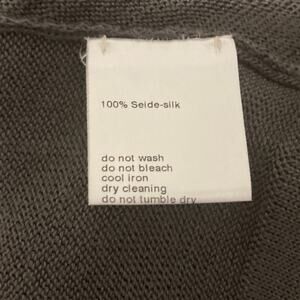 100% Seide-silk
do not wash
do not bleach
cool iron
dry cleaning
do not tumble dry